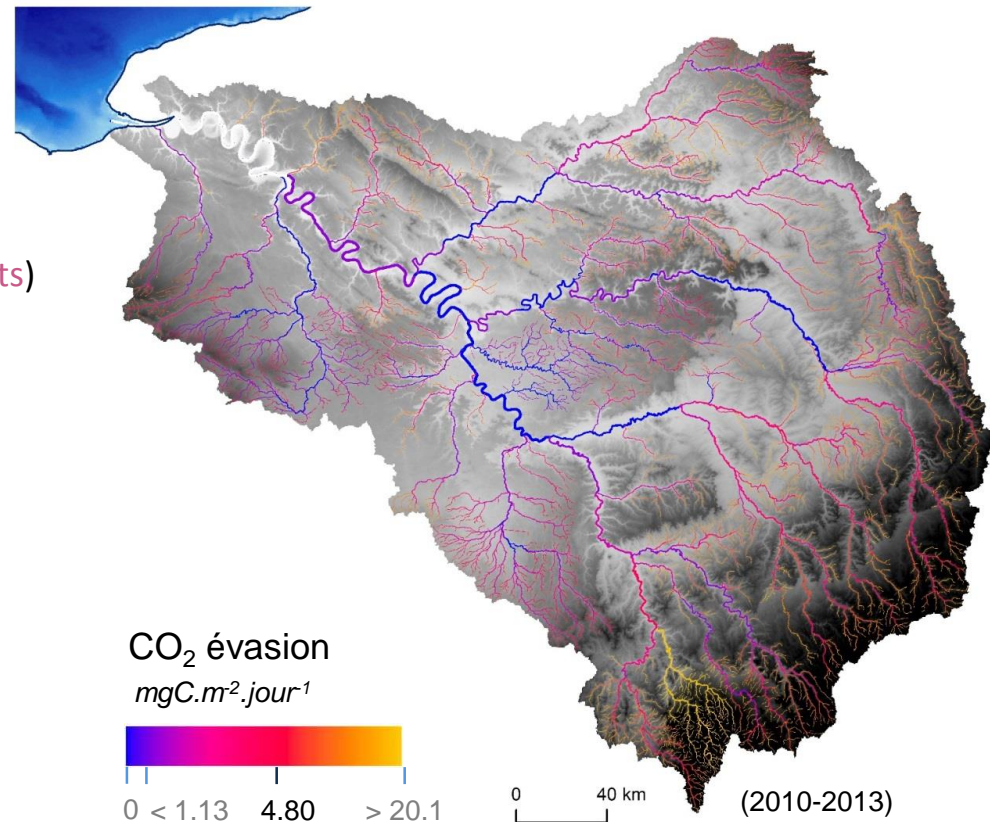 ts)
CO₂ évasion
mgC.m⁻².jour⁻¹
0 < 1.13 4.80 > 20.1
0 40 km
(2010-2013)